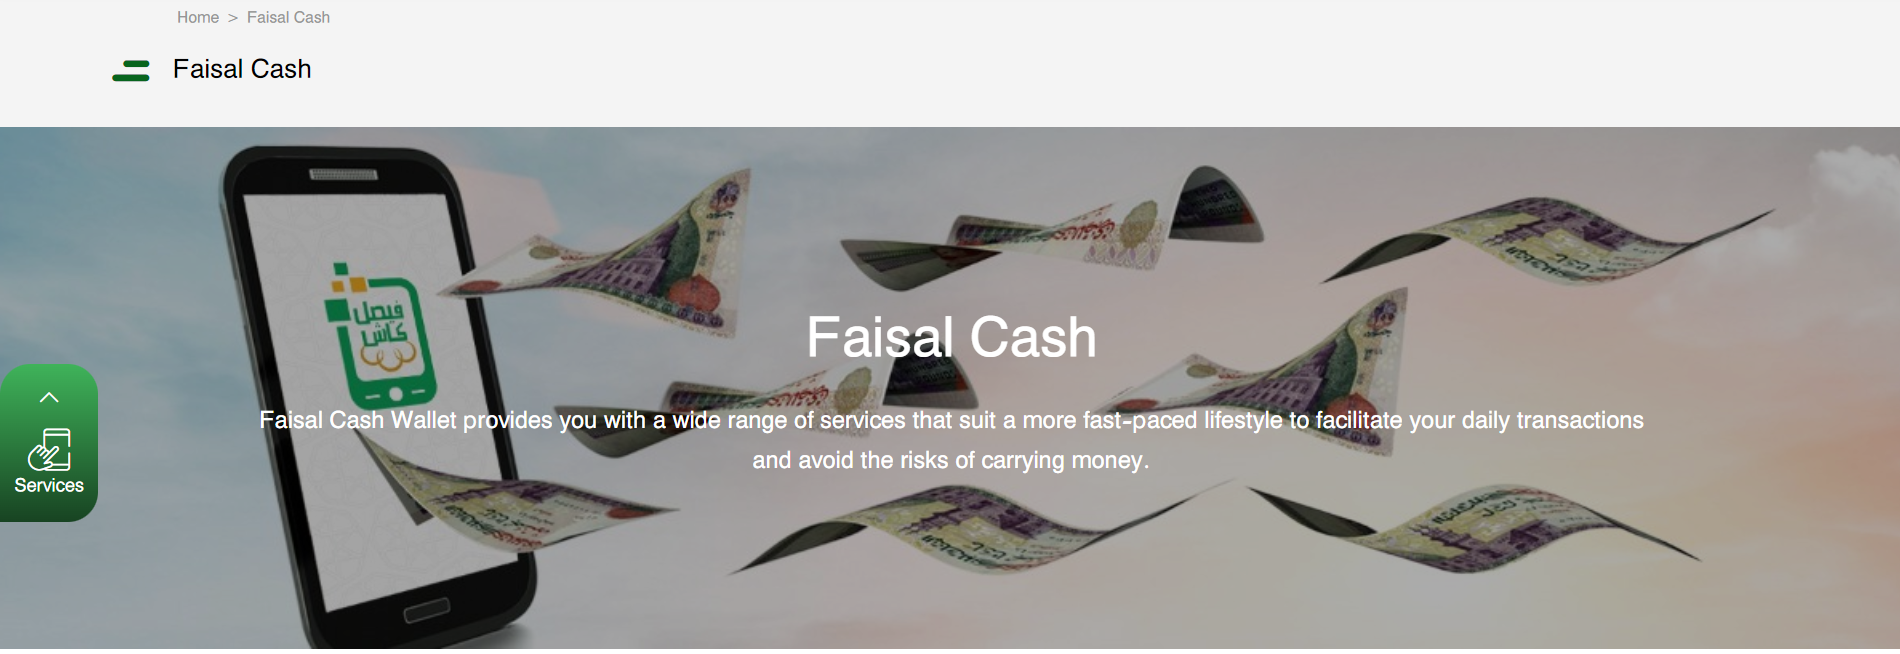 Home > Faisal Cash
Faisal Cash
فيصل
كاش
Faisal Cash
Faisal Cash Wallet provides you with a wide range of services that suit a more fast-paced lifestyle to facilitate your daily transactions
and avoid the risks of carrying money.
Services